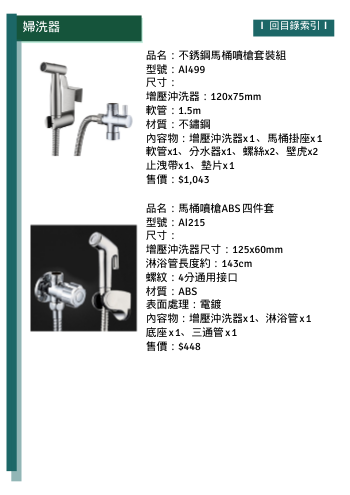 婦洗器
回目錄索引
品名：不銹鋼馬桶噴槍套裝組
型號：AI499
尺寸：
增壓沖洗器：120x75mm
軟管：1.5m
材質：不鏽鋼
內容物：增壓沖洗器x1、馬桶掛座x1
軟管x1、分水器x1、螺絲x2、壁虎x2
止洩帶x1、墊片x1
售價：$1,043
品名：馬桶噴槍ABS四件套
型號：AI215
尺寸：
增壓沖洗器尺寸：125x60mm
淋浴管長度約：143cm
螺紋：4分通用接口
材質：ABS
表面處理：電鍍
內容物：增壓沖洗器x1、淋浴管x1
底座x1、三通管x1
售價：$448